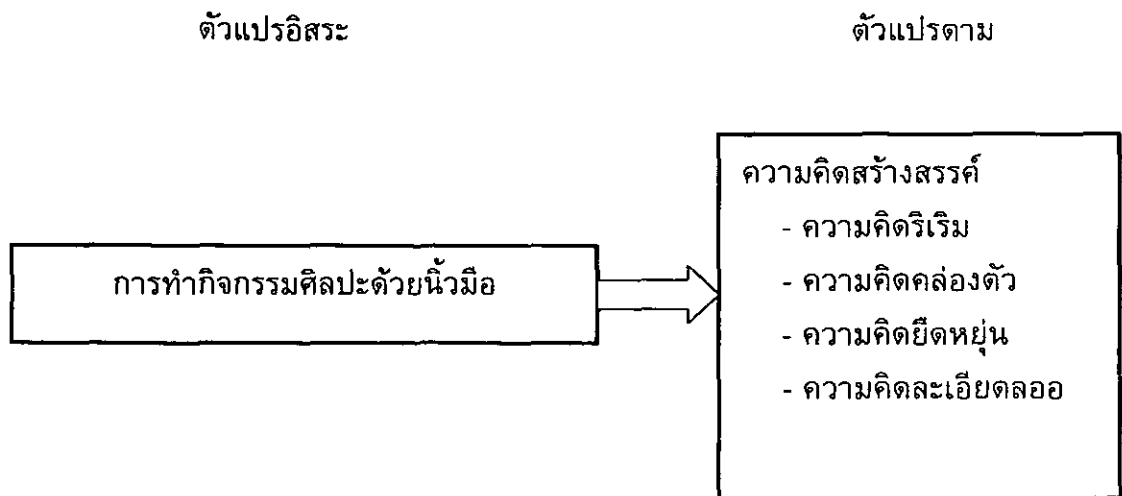 ตัวแปรอิสระ
ตัวแปรตาม
การทำกิจกรรมศิลปะด้วยนิ้วมือ
ความคิดสร้างสรรค์
- ความคิดริเริ่ม
- ความคิดคล่องตัว
- ความคิดยืดหยุ่น
- ความคิดละเอียดลออ